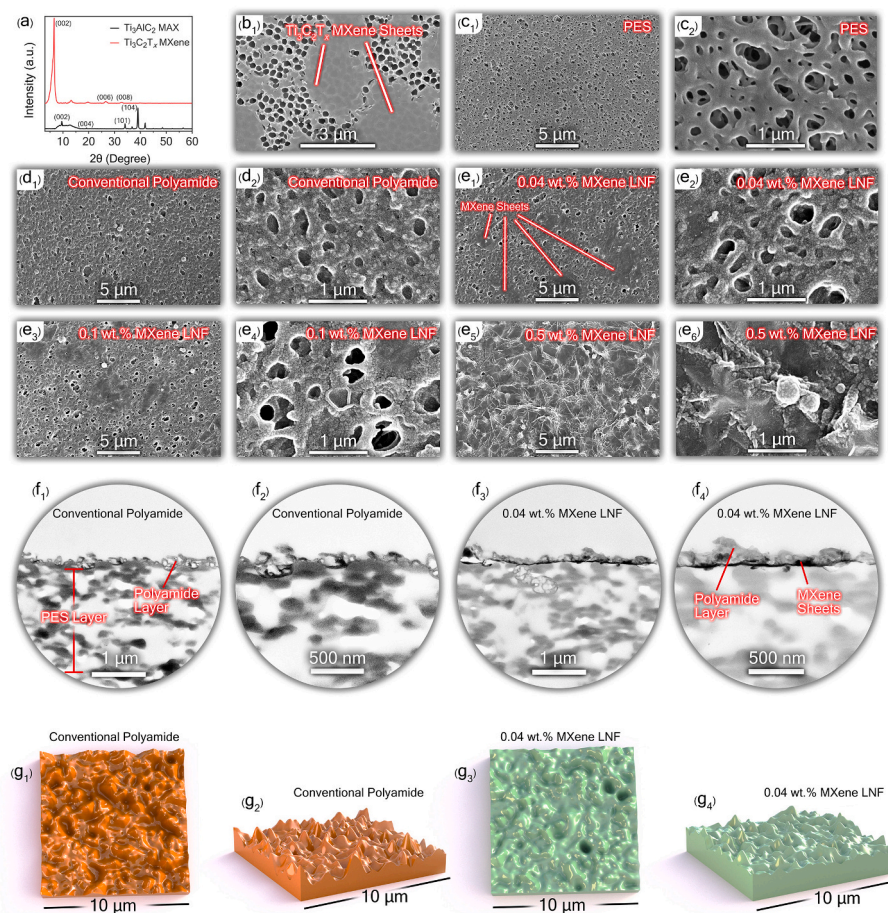 (a)
(002)
Ti₃AlC₂ MAX
Ti₃C₂Tₓ MXene
Intensity (a.u.)
(006) (008)
(104)
(002)
(004)
(101)
10 20 30 40 50 60
2θ (Degree)
(b₁)
Ti₃C₂Tₓ MXene Sheets
3 μm
(c₁)
PES
5 μm
(c₂)
PES
1 μm
(d₁)
Conventional Polyamide
5 μm
(d₂)
Conventional Polyamide
1 μm
(e₁)
0.04 wt.% MXene LNF
MXene Sheets
5 μm
(e₂)
0.04 wt.% MXene LNF
1 μm
(e₃)
0.1 wt.% MXene LNF
5 μm
(e₄)
0.1 wt.% MXene LNF
1 μm
(e₅)
0.5 wt.% MXene LNF
5 μm
(e₆)
0.5 wt.% MXene LNF
1 μm
(f₁)
Conventional Polyamide
Polyamide
Layer
PES Layer
1 μm
(f₂)
Conventional Polyamide
500 nm
(f₃)
0.04 wt.% MXene LNF
1 μm
(f₄)
0.04 wt.% MXene LNF
Polyamide
Layer
MXene
Sheets
500 nm
(g₁)
Conventional Polyamide
10 μm
(g₂)
Conventional Polyamide
10 μm
(g₃)
0.04 wt.% MXene LNF
10 μm
(g₄)
0.04 wt.% MXene LNF
10 μm